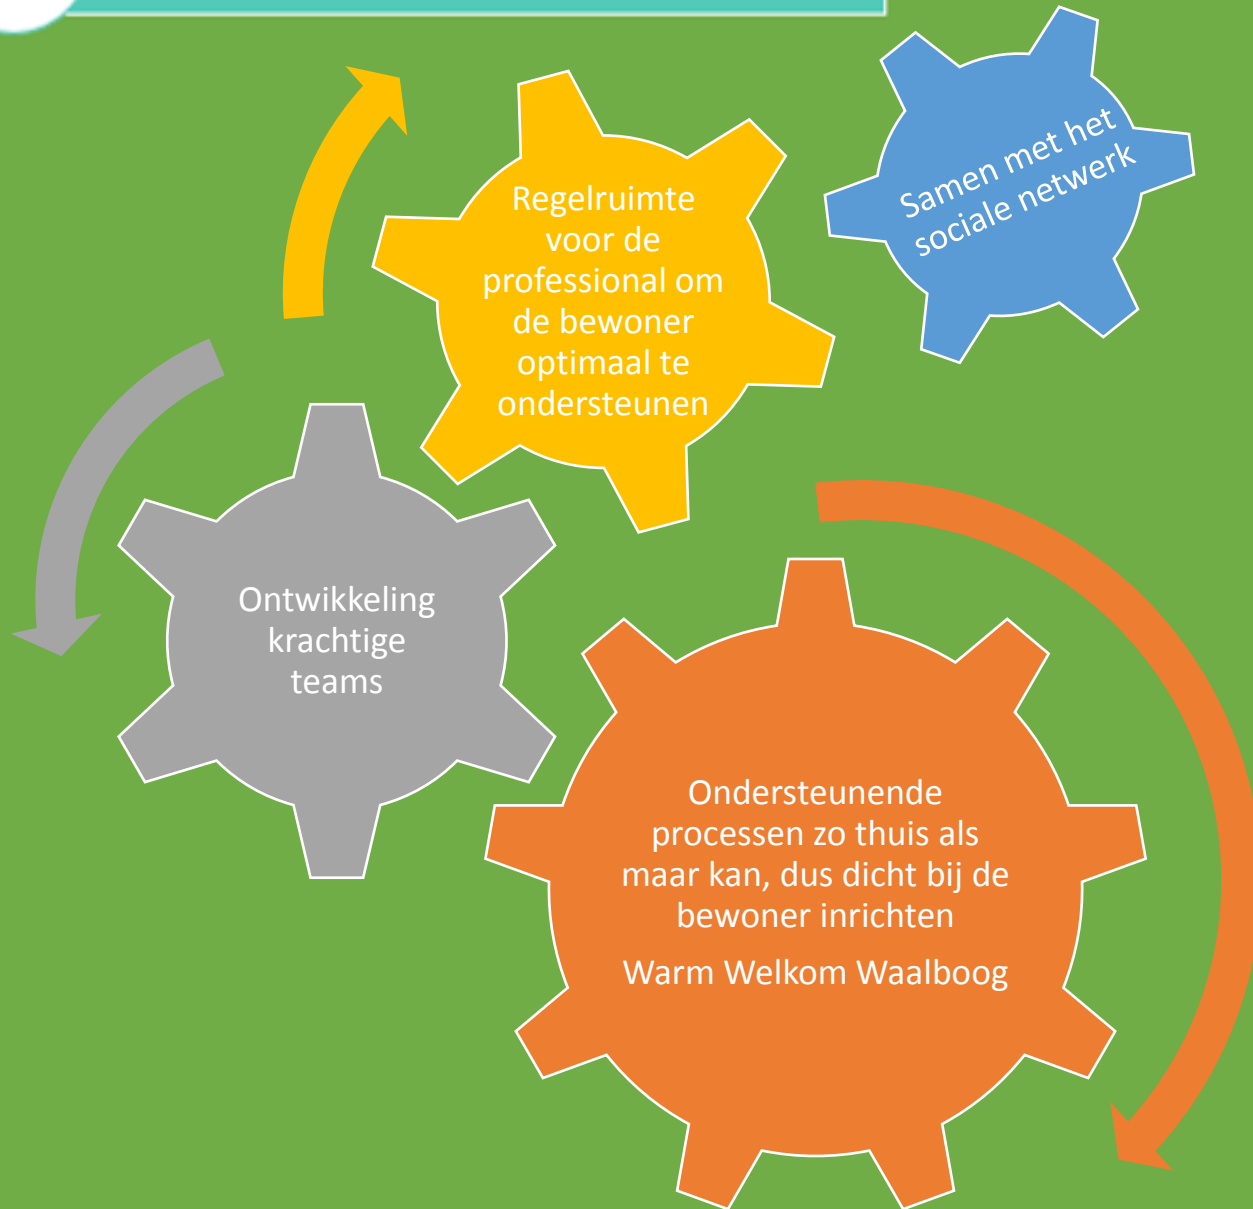 Regelruimte
voor de
professional om
de bewoner
optimaal te
ondersteunen
Samen met het
sociale netwerk
Ontwikkeling
krachtige
teams
Ondersteunende
processen zo thuis als
maar kan, dus dicht bij de
bewoner inrichten
Warm Welkom Waalboog